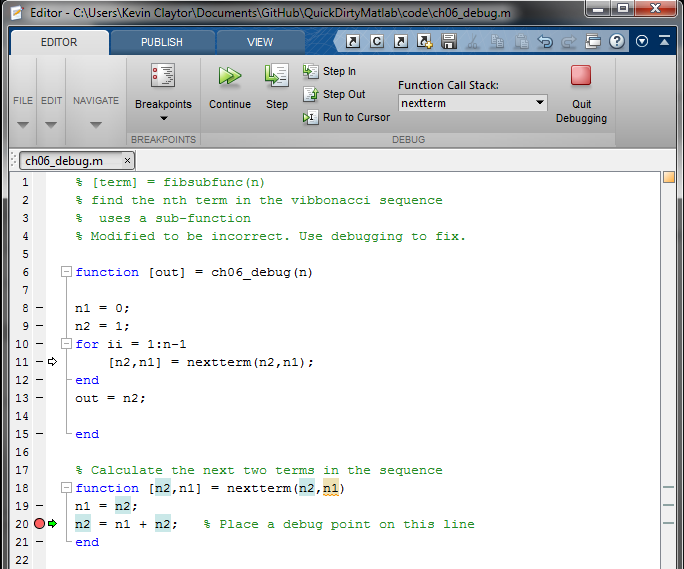 Editor - C:\Users\Kevin Claytor\Documents\GitHub\QuickDirtyMatlab\code\ch06_debug.m
EDITOR PUBLISH VIEW
FILE EDIT NAVIGATE Breakpoints Continue Step Step In
Step Out
Run to Cursor
Function Call Stack:
nextterm
Quit Debugging
BREAKPOINTS DEBUG
ch06_debug.m ×
1 % [term] = fibsubfunc(n)
2 % find the nth term in the vibbonacci sequence
3 %  uses a sub-function
4 % Modified to be incorrect. Use debugging to fix.
5
6 function [out] = ch06_debug(n)
7
8 n1 = 0;
9 n2 = 1;
10 for ii = 1:n-1
11     [n2,n1] = nextterm(n2,n1);
12 end
13 out = n2;
14
15 end
16
17 % Calculate the next two terms in the sequence
18 function [n2,n1] = nextterm(n2,n1)
19 n1 = n2;
20 n2 = n1 + n2;   % Place a debug point on this line
21 end
22